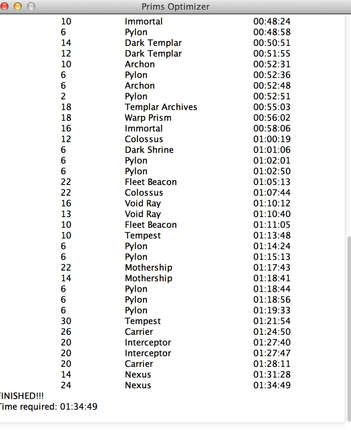 Prims Optimizer
10 Immortal 00:48:24
6 Pylon 00:48:58
14 Dark Templar 00:50:51
12 Dark Templar 00:51:55
10 Archon 00:52:31
6 Pylon 00:52:36
6 Archon 00:52:48
2 Pylon 00:52:51
18 Templar Archives 00:55:03
18 Warp Prism 00:56:02
16 Immortal 00:58:06
12 Colossus 01:00:19
6 Dark Shrine 01:01:06
6 Pylon 01:02:01
6 Pylon 01:02:50
22 Fleet Beacon 01:05:13
22 Colossus 01:07:44
16 Void Ray 01:10:12
13 Void Ray 01:10:40
10 Fleet Beacon 01:11:05
10 Tempest 01:13:48
6 Pylon 01:14:24
6 Pylon 01:15:13
22 Mothership 01:17:43
14 Mothership 01:18:41
6 Pylon 01:18:44
6 Pylon 01:18:56
6 Pylon 01:19:33
30 Tempest 01:21:54
26 Carrier 01:24:50
20 Interceptor 01:27:40
20 Interceptor 01:27:47
20 Carrier 01:28:11
14 Nexus 01:31:28
24 Nexus 01:34:49
FINISHED!!!
Time required: 01:34:49